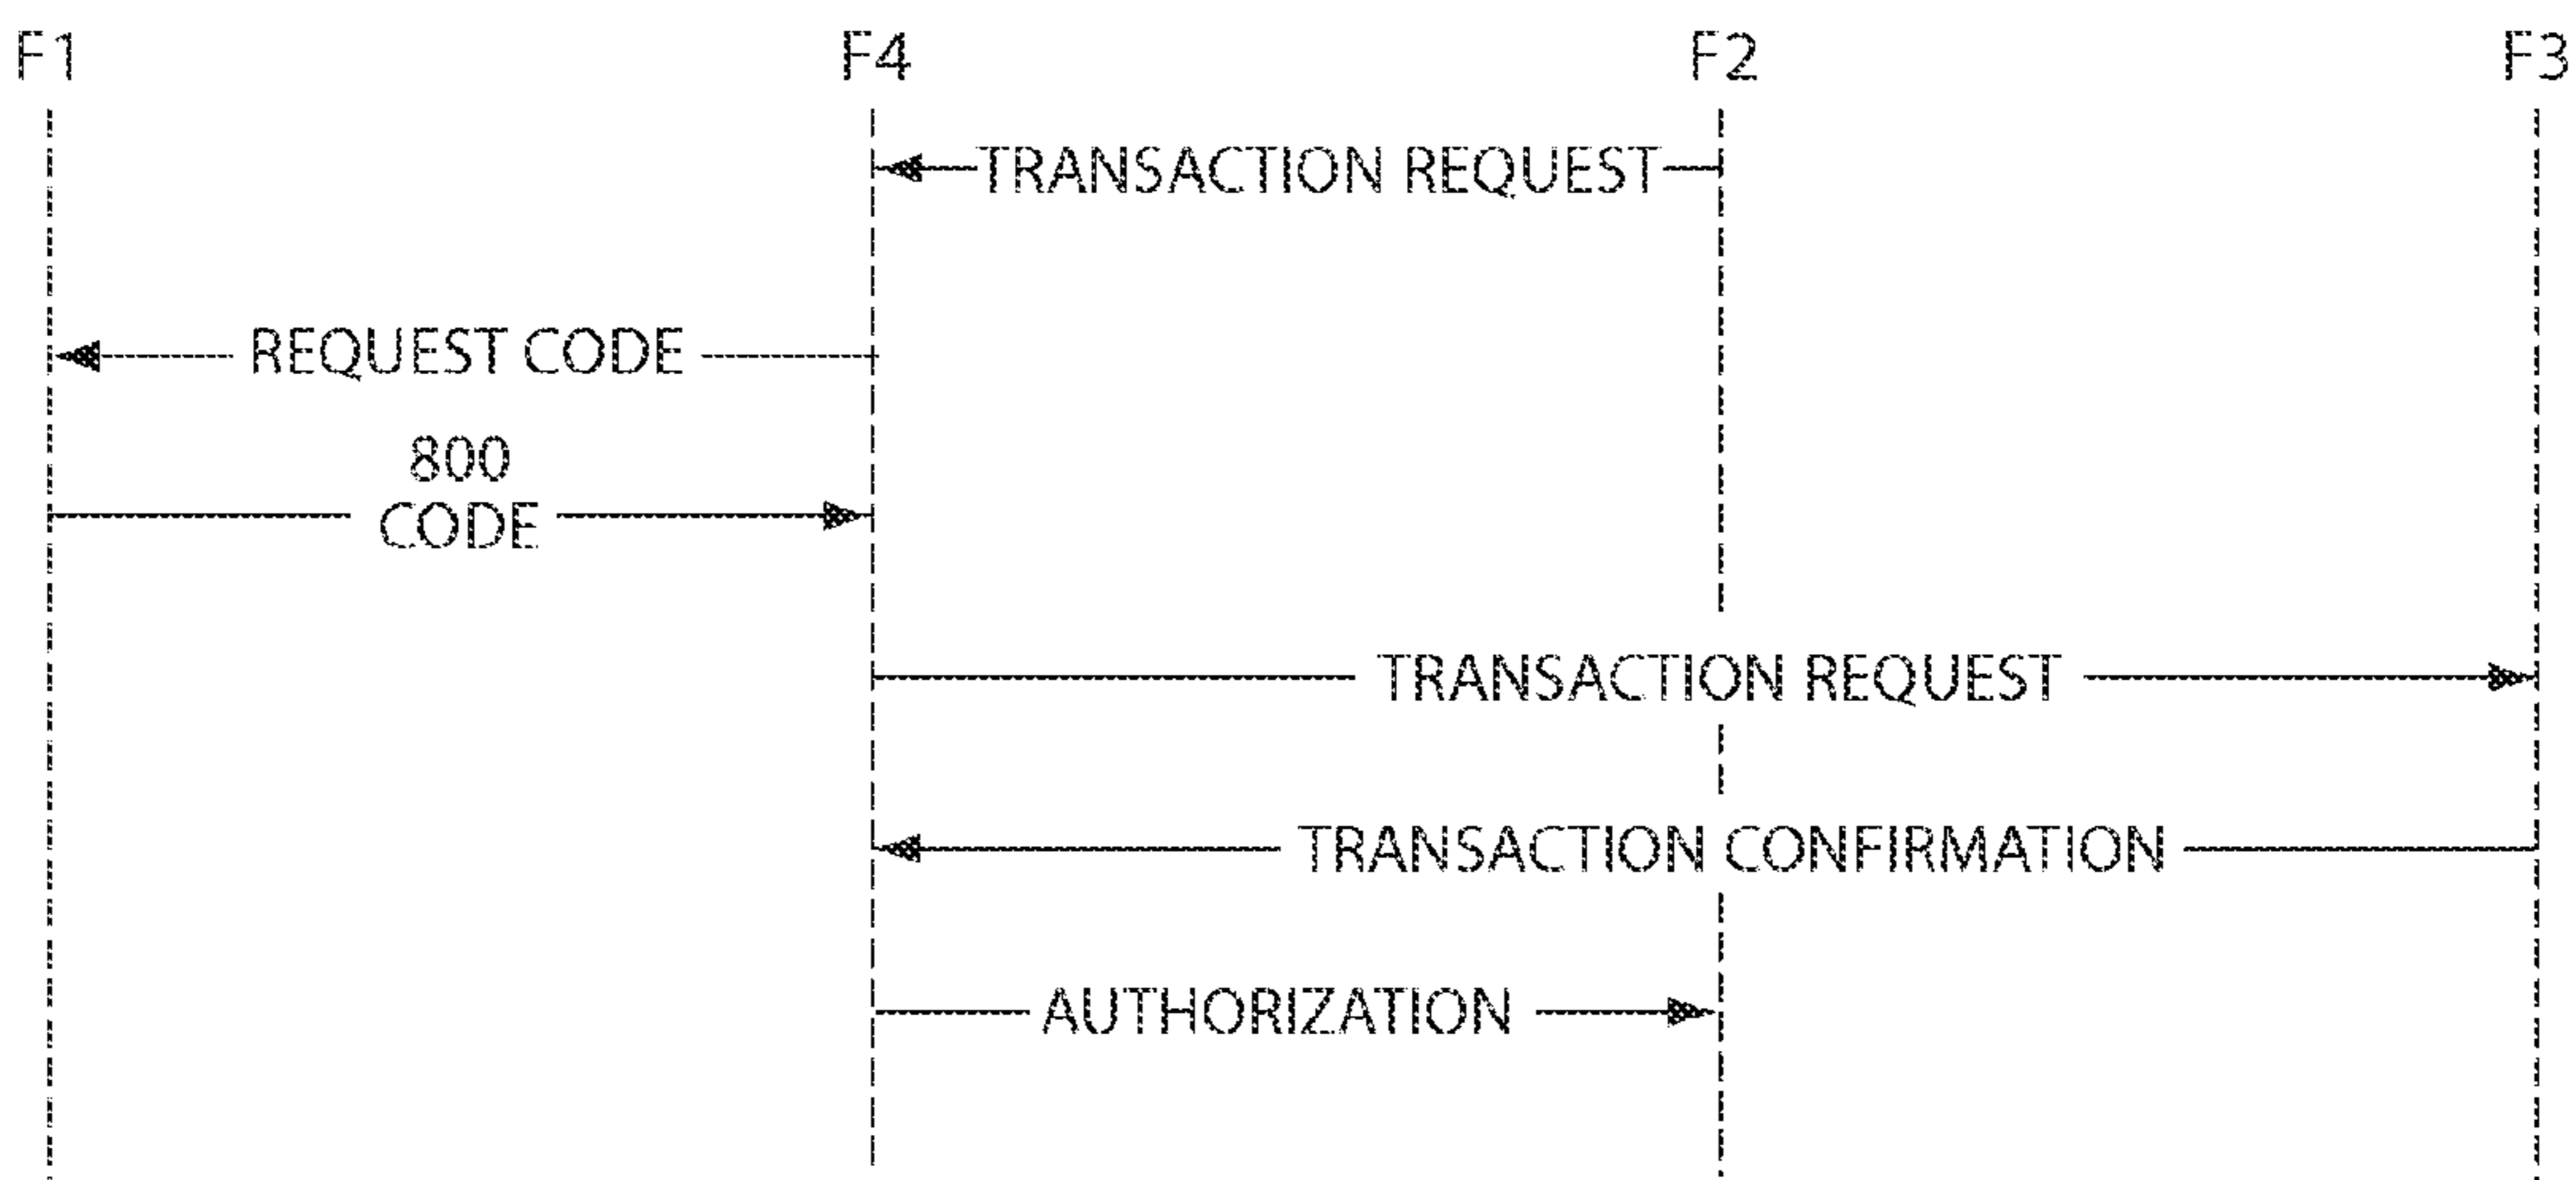 F1 F4 F2 F3
TRANSACTION REQUEST
REQUEST CODE
800
CODE
TRANSACTION REQUEST
TRANSACTION CONFIRMATION
AUTHORIZATION